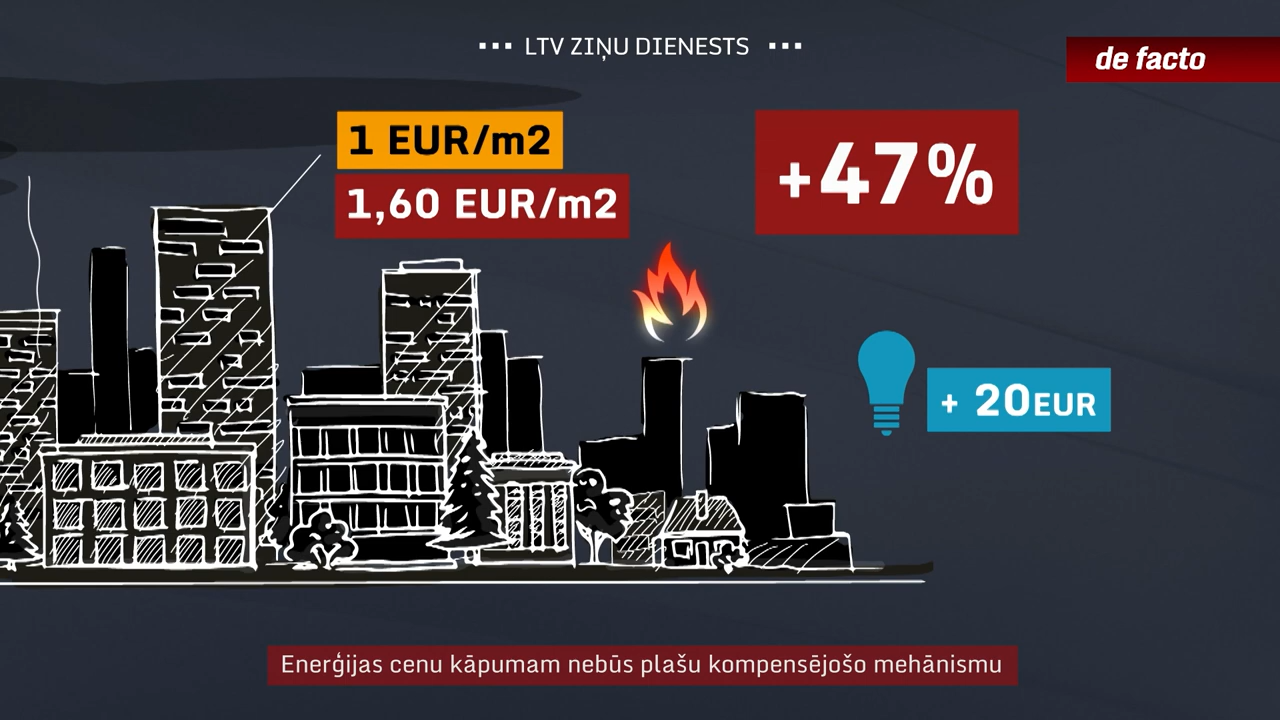 LTV ZIŅU DIENESTS
de facto
1 EUR/m2
1,60 EUR/m2
+47%
+ 20EUR
Enerģijas cenu kāpumam nebūs plašu kompensējošo mehānismu